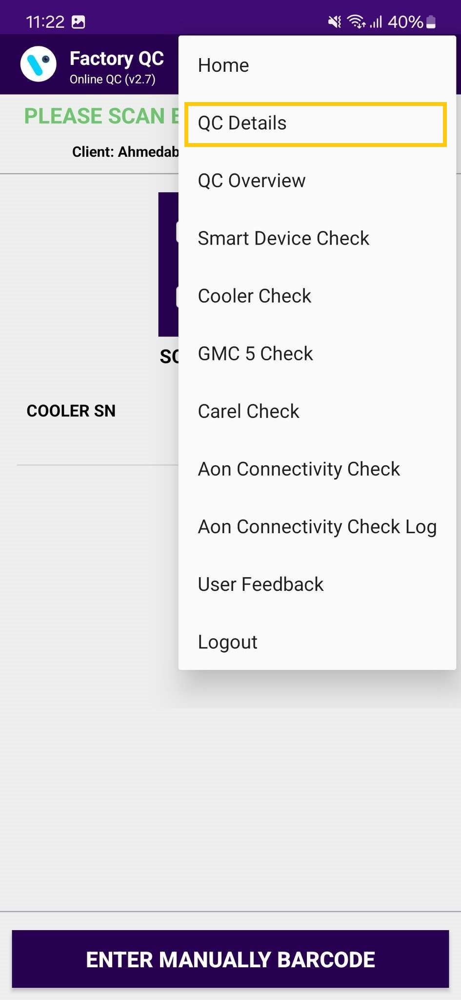 11:22
40%
Factory QC
Online QC (v2.7)
Home
PLEASE SCAN
QC Details
Client: Ahmedab
QC Overview
Smart Device Check
Cooler Check
GMC 5 Check
SC
COOLER SN
Carel Check
Aon Connectivity Check
Aon Connectivity Check Log
User Feedback
Logout
ENTER MANUALLY BARCODE